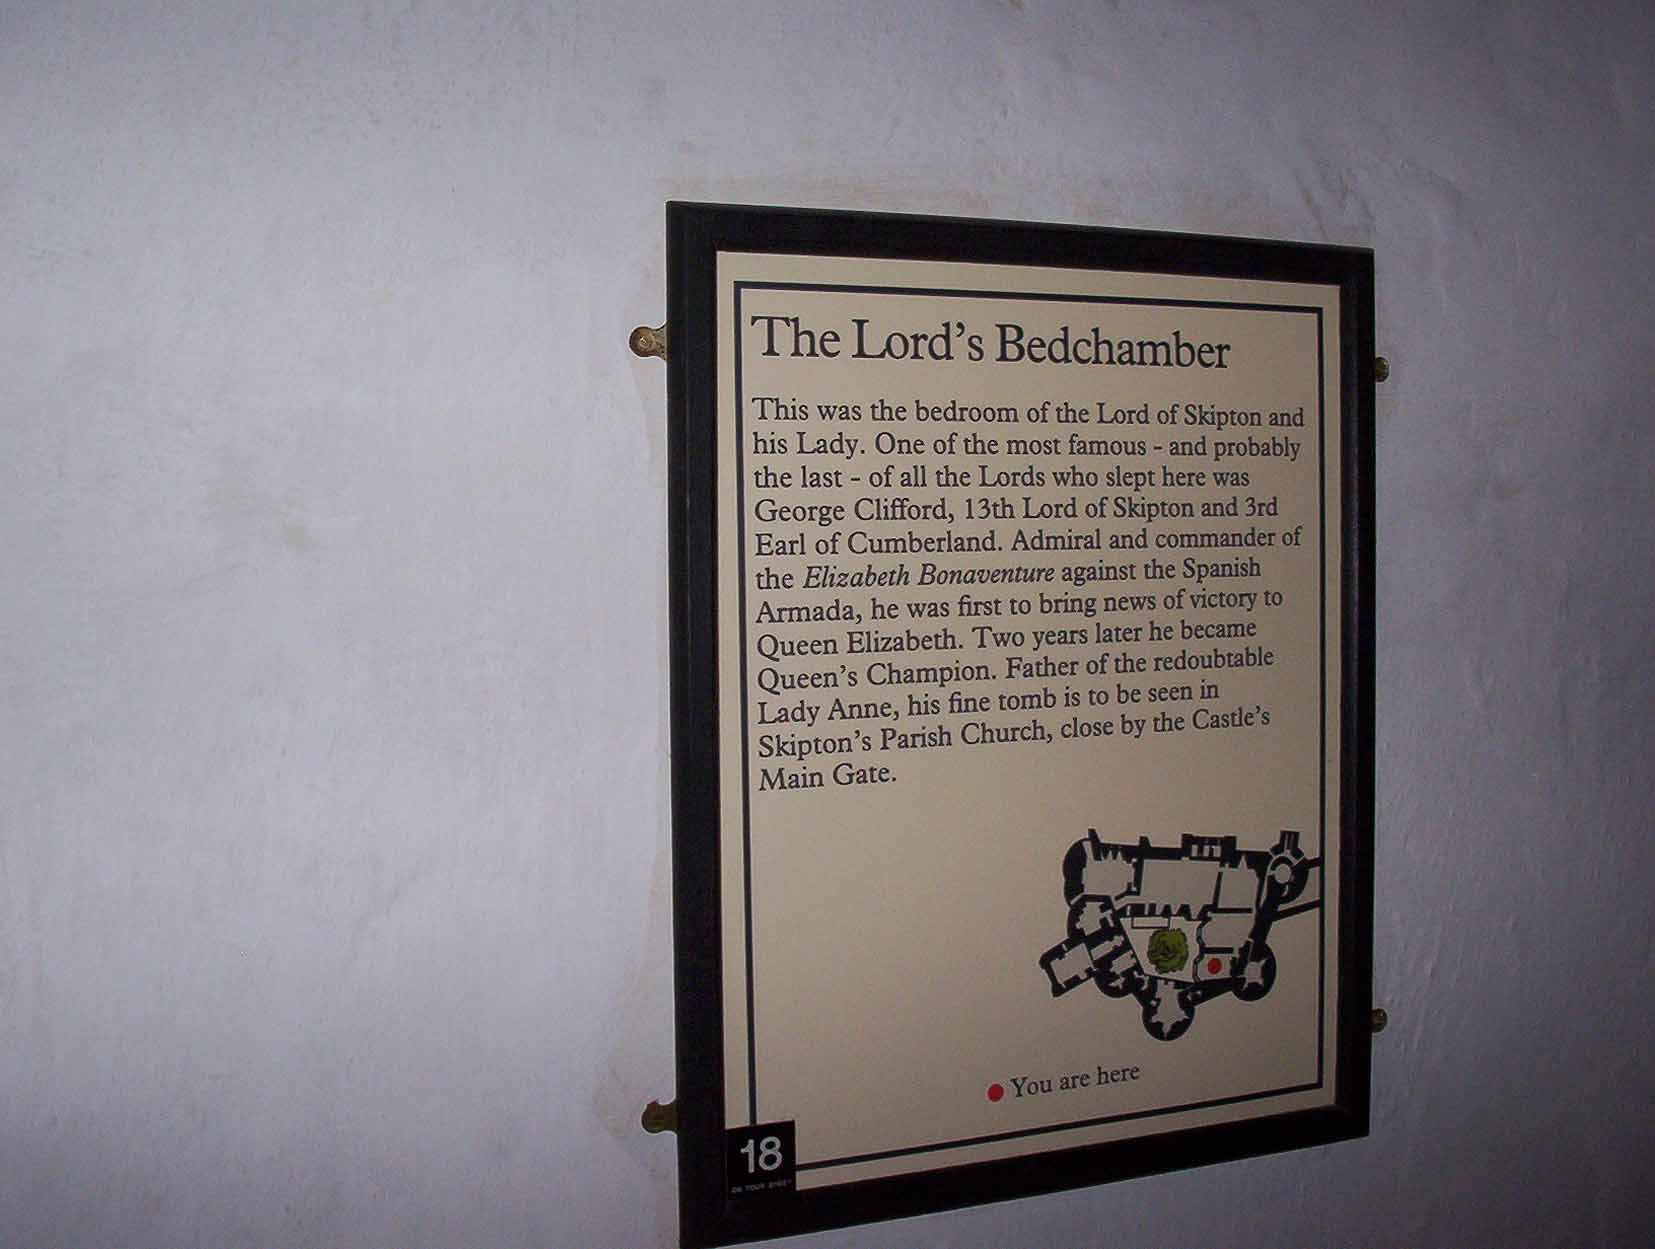 The Lord's Bedchamber
This was the bedroom of the Lord of Skipton and
his Lady. One of the most famous - and probably
the last - of all the Lords who slept here was
George Clifford, 13th Lord of Skipton and 3rd
Earl of Cumberland. Admiral and commander of
the Elizabeth Bonaventure against the Spanish
Armada, he was first to bring news of victory to
Queen Elizabeth. Two years later he became
Queen's Champion. Father of the redoubtable
Lady Anne, his fine tomb is to be seen in
Skipton's Parish Church, close by the Castle's
Main Gate.
You are here
18
ON YOUR SHEET